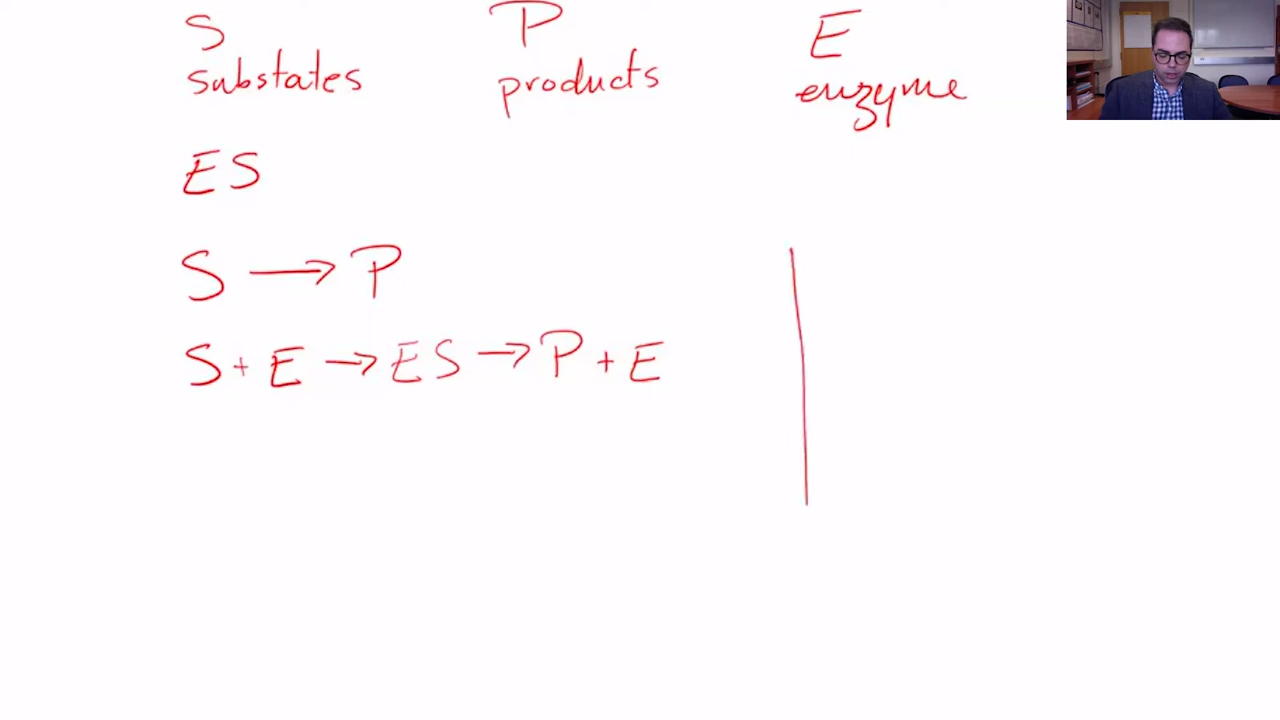 S P E
substates products enzyme
ES
S → P
S + E → ES → P + E